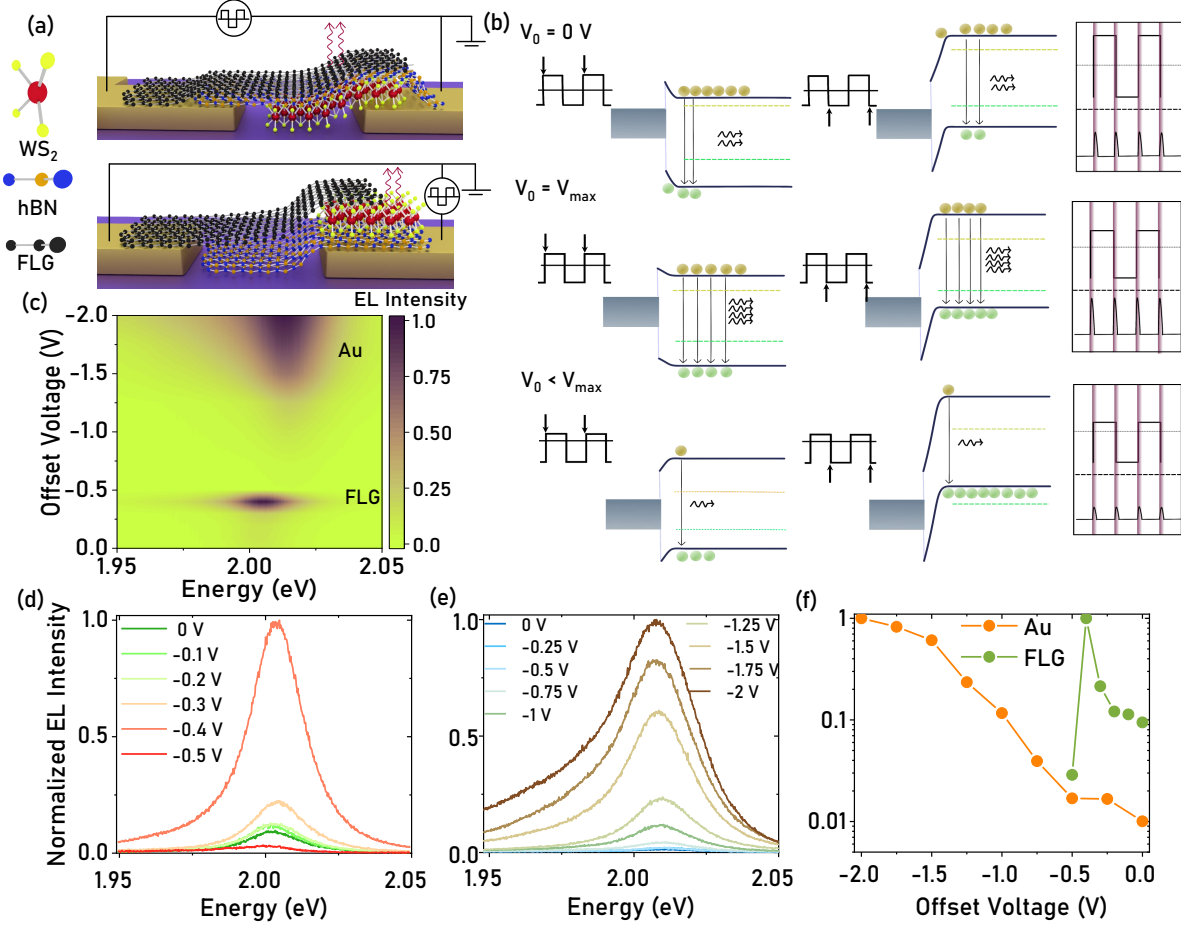 (a)
WS2
hBN
FLG
(b)
V0 = 0 V
V0 = Vmax
V0 < Vmax
(c)
EL Intensity
Offset Voltage (V)
-2.0
-1.5
-1.0
-0.5
0.0
Au
FLG
1.0
0.75
0.50
0.25
0.0
1.95
2.00
2.05
Energy (eV)
(d)
Normalized EL Intensity
1.0
0.5
0.0
0 V
-0.1 V
-0.2 V
-0.3 V
-0.4 V
-0.5 V
1.95
2.00
2.05
Energy (eV)
(e)
1.0
0.5
0.0
0 V
-0.25 V
-0.5 V
-0.75 V
-1 V
-1.25 V
-1.5 V
-1.75 V
-2 V
1.95
2.00
2.05
Energy (eV)
(f)
1
0.1
0.01
Au
FLG
-2.0
-1.5
-1.0
-0.5
0.0
Offset Voltage (V)